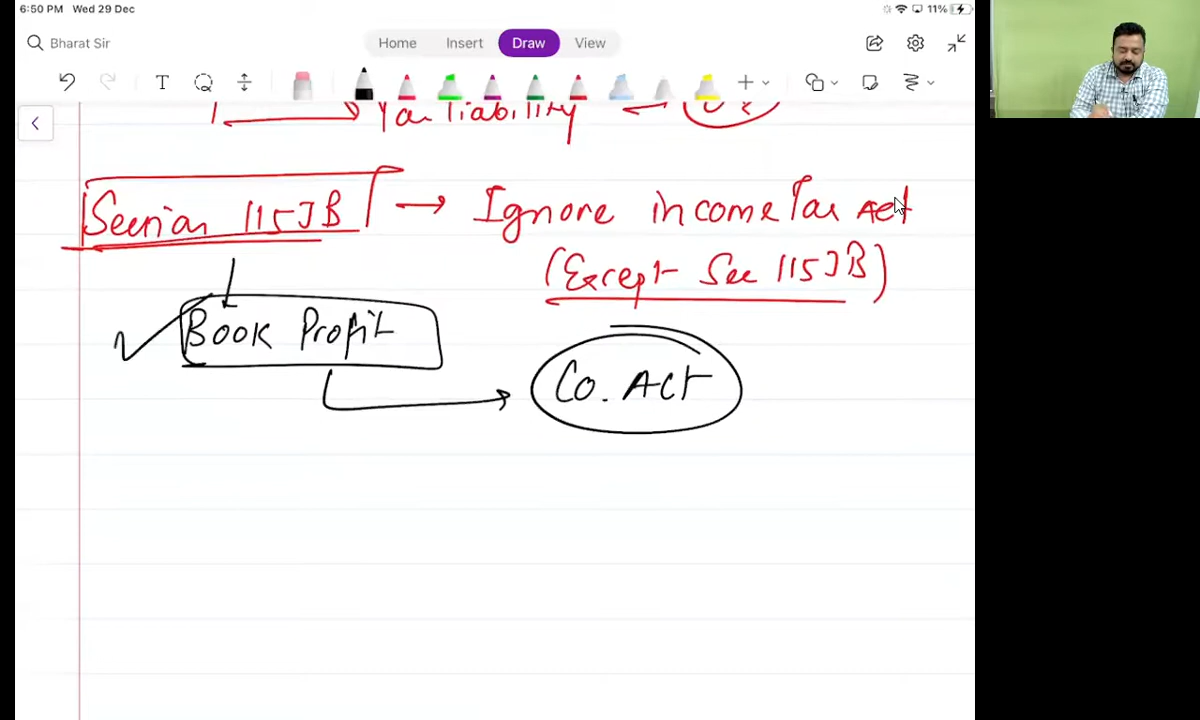 6:50 PM Wed 29 Dec
11%
Bharat Sir
Home Insert Draw View
T
Tax liability
Section 115JB → Ignore income Tax Act
(Except Sec 115JB)
Book Profit
Co. Act